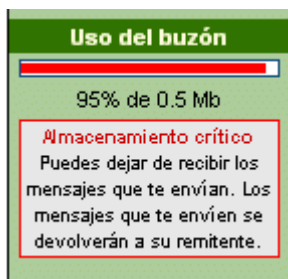 Uso del buzón
95% de 0.5 Mb
Almacenamiento crítico
Puedes dejar de recibir los
mensajes que te envían. Los
mensajes que te envíen se
devolverán a su remitente.